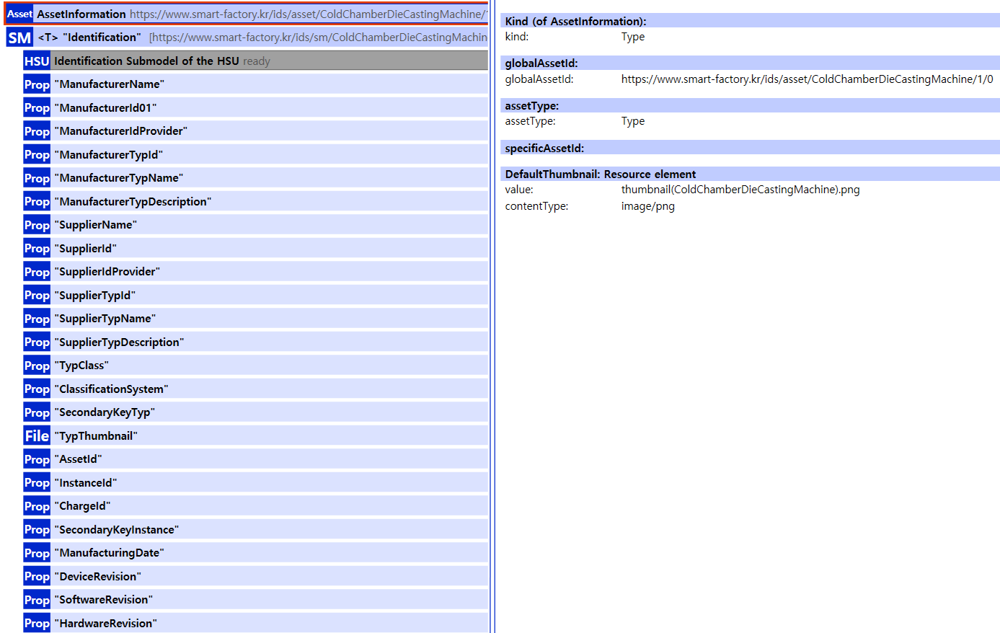 Asset AssetInformation https://www.smart-factory.kr/ids/asset/ColdChamberDieCastingMachine/1
SM <T> "Identification" [https://www.smart-factory.kr/ids/sm/ColdChamberDieCastingMachin
HSU Identification Submodel of the HSU ready
Prop "ManufacturerName"
Prop "ManufacturerId01"
Prop "ManufacturerIdProvider"
Prop "ManufacturerTypId"
Prop "ManufacturerTypName"
Prop "ManufacturerTypDescription"
Prop "SupplierName"
Prop "SupplierId"
Prop "SupplierIdProvider"
Prop "SupplierTypId"
Prop "SupplierTypName"
Prop "SupplierTypDescription"
Prop "TypClass"
Prop "ClassificationSystem"
Prop "SecondaryKeyTyp"
File "TypThumbnail"
Prop "AssetId"
Prop "InstanceId"
Prop "ChargeId"
Prop "SecondaryKeyInstance"
Prop "ManufacturingDate"
Prop "DeviceRevision"
Prop "SoftwareRevision"
Prop "HardwareRevision"
Kind (of AssetInformation):
kind: Type
globalAssetId:
globalAssetId: https://www.smart-factory.kr/ids/asset/ColdChamberDieCastingMachine/1/0
assetType:
assetType: Type
specificAssetId:
DefaultThumbnail: Resource element
value: thumbnail(ColdChamberDieCastingMachine).png
contentType: image/png